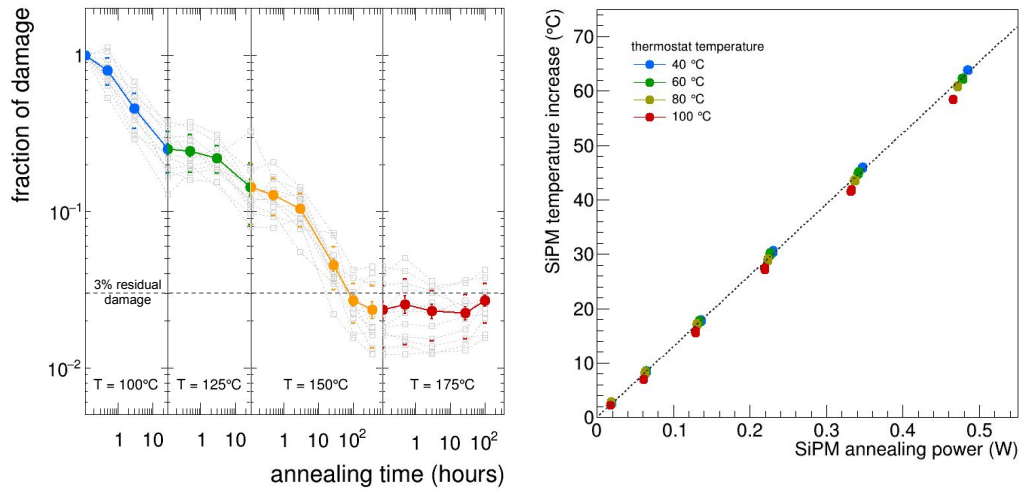 fraction of damage
1
10⁻¹
10⁻²
3% residual
damage
T = 100°C
T = 125°C
T = 150°C
T = 175°C
1 10
1 10
1 10 10²
1 10 10²
annealing time (hours)
SiPM temperature increase (°C)
70
60
50
40
30
20
10
0
thermostat temperature
40 °C
60 °C
80 °C
100 °C
0 0.1 0.2 0.3 0.4 0.5
SiPM annealing power (W)